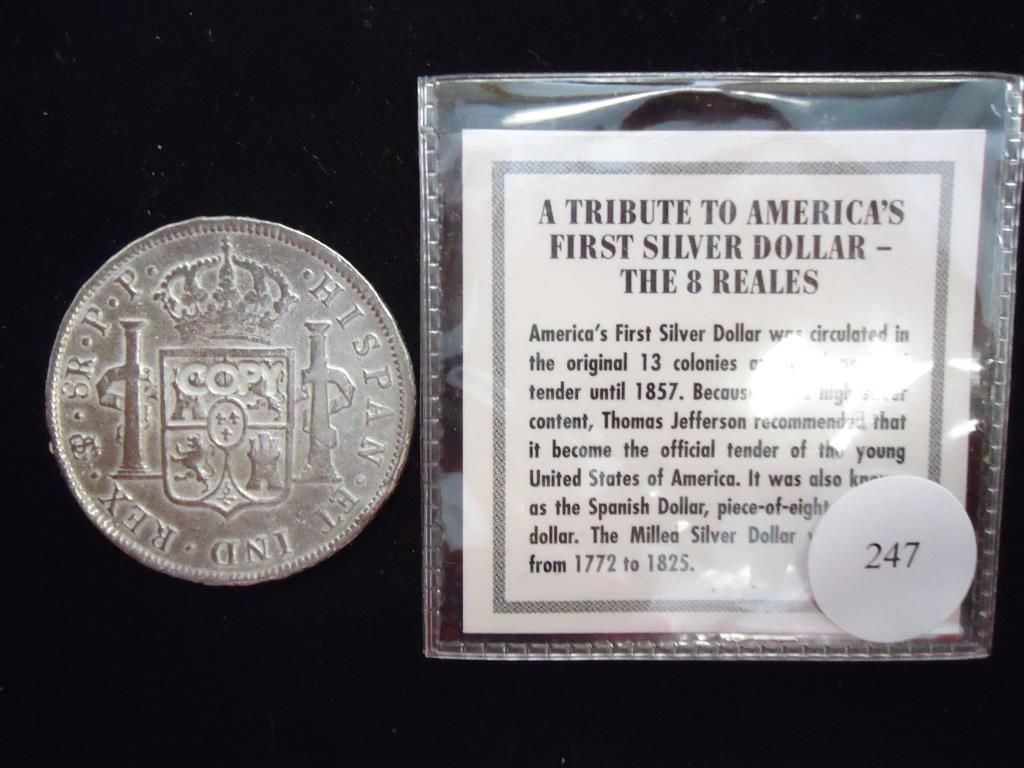 · HISPAN · ET IND · REX · 8R · P · P ·
COPY
A TRIBUTE TO AMERICA'S
FIRST SILVER DOLLAR –
THE 8 REALES
America's First Silver Dollar was circulated in
the original 13 colonies
tender until 1857. high silver
content, Thomas Jefferson recommended that
it become the official tender of the young
United States of America. It was also
as the Spanish Dollar, piece-of-eight
dollar. The Milled Silver Dollar
from 1772 to 1825.
247